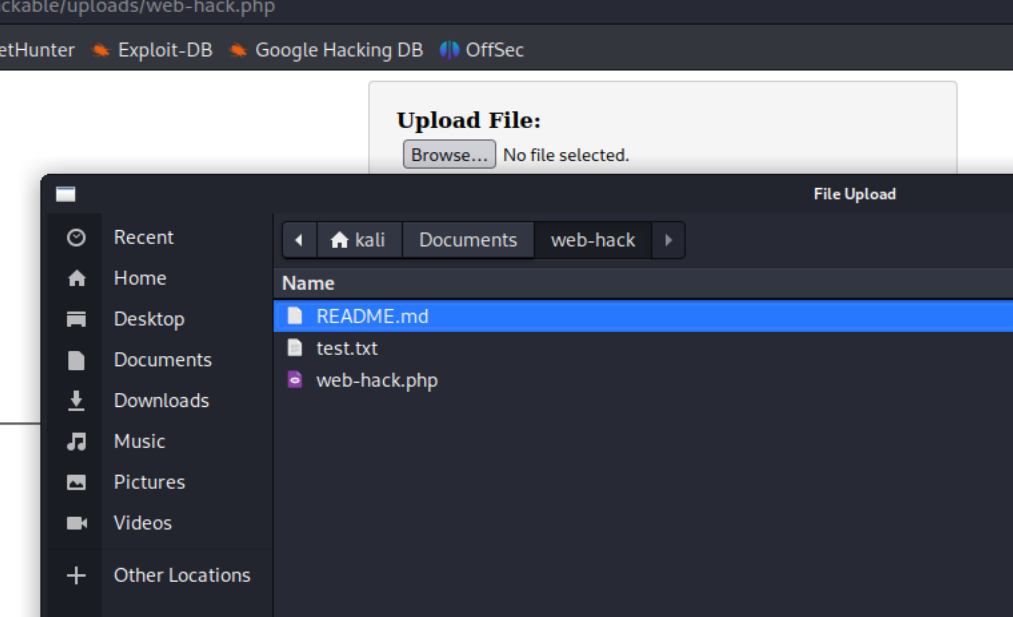 ckable/uploads/web-hack.php
etHunter Exploit-DB Google Hacking DB OffSec
Upload File:
Browse... No file selected.
File Upload
Recent
Home
Desktop
Documents
Downloads
Music
Pictures
Videos
Other Locations
kali Documents web-hack
Name
README.md
test.txt
web-hack.php